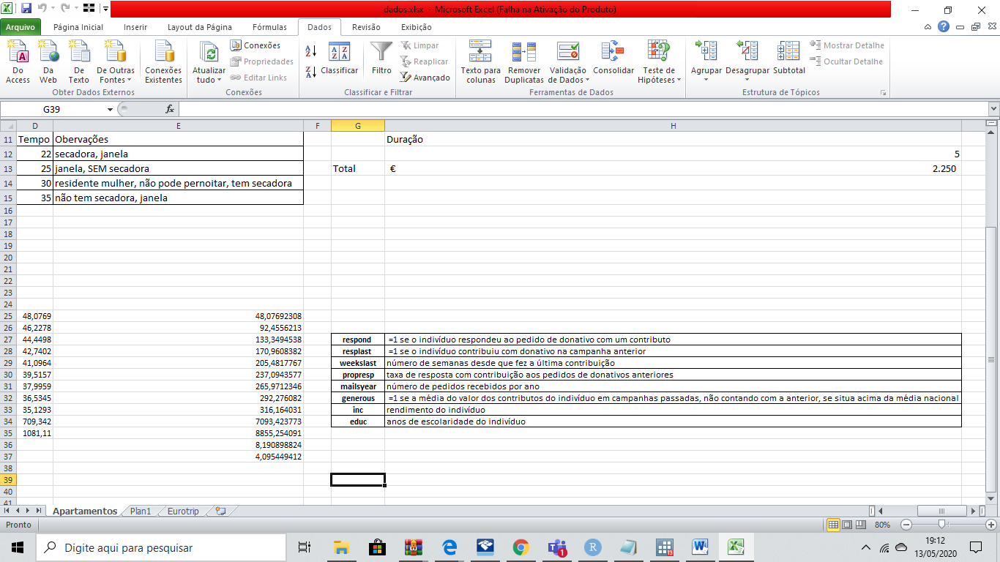 dados.xlsx - Microsoft Excel (Falha na Ativação do Produto)
Arquivo Página Inicial Inserir Layout da Página Fórmulas Dados Revisão Exibição
Do Access
Da Web
De Texto
De Outras Fontes
Conexões Existentes
Obter Dados Externos
Atualizar tudo
Conexões
Propriedades
Editar Links
Conexões
Classificar
Filtro
Limpar
Reaplicar
Avançado
Classificar e Filtrar
Texto para colunas
Remover Duplicatas
Validação de Dados
Consolidar
Teste de Hipóteses
Ferramentas de Dados
Agrupar
Desagrupar
Subtotal
Mostrar Detalhe
Ocultar Detalhe
Estrutura de Tópicos
G39 fx
D E F G H
11 Tempo Obervações Duração
12 22 secadora, janela 5
13 25 janela, SEM secadora Total € 2.250
14 30 residente mulher, não pode pernoitar, tem secadora
15 35 não tem secadora, janela
16
17
18
19
20
21
22
23
24
25 48,0769 48,07692308
26 46,2278 92,4556213
27 44,4498 133,3494538 respond =1 se o indivíduo respondeu ao pedido de donativo com um contributo
28 42,7402 170,9608382 resplast =1 se o indivíduo contribuiu com donativo na campanha anterior
29 41,0964 205,4817767 weekslast número de semanas desde que fez a última contribuição
30 39,5157 237,0943577 propresp taxa de resposta com contribuição aos pedidos de donativos anteriores
31 37,9959 265,9712346 mailsyear número de pedidos recebidos por ano
32 36,5345 292,276082 generous =1 se a média do valor dos contributos do indivíduo em campanhas passadas, não contando com a anterior, se situa acima da média nacional
33 35,1293 316,164031 inc rendimento do indivíduo
34 709,342 7093,423773 educ anos de escolaridade do indivíduo
35 1081,11 8855,254091
36 8,190898824
37 4,095449412
38
39
40
41
Apartamentos Plan1 Eurotrip
Pronto 80%
Digite aqui para pesquisar
19:12
13/05/2020